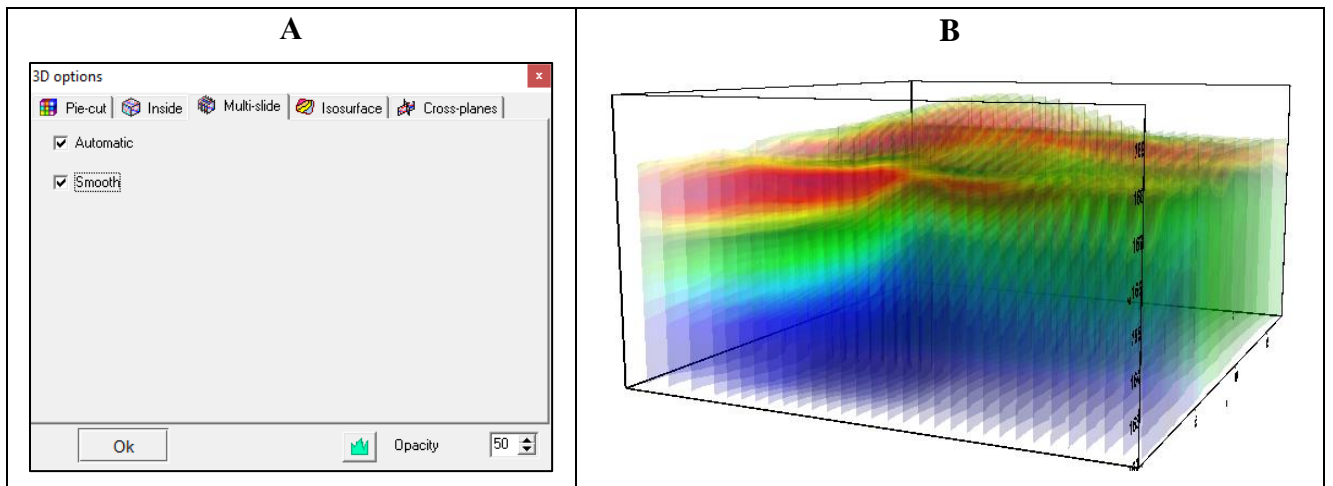 A
3D options
Pie-cut Inside Multi-slide Isosurface Cross-planes
Automatic
Smooth
Ok Opacity 50
B